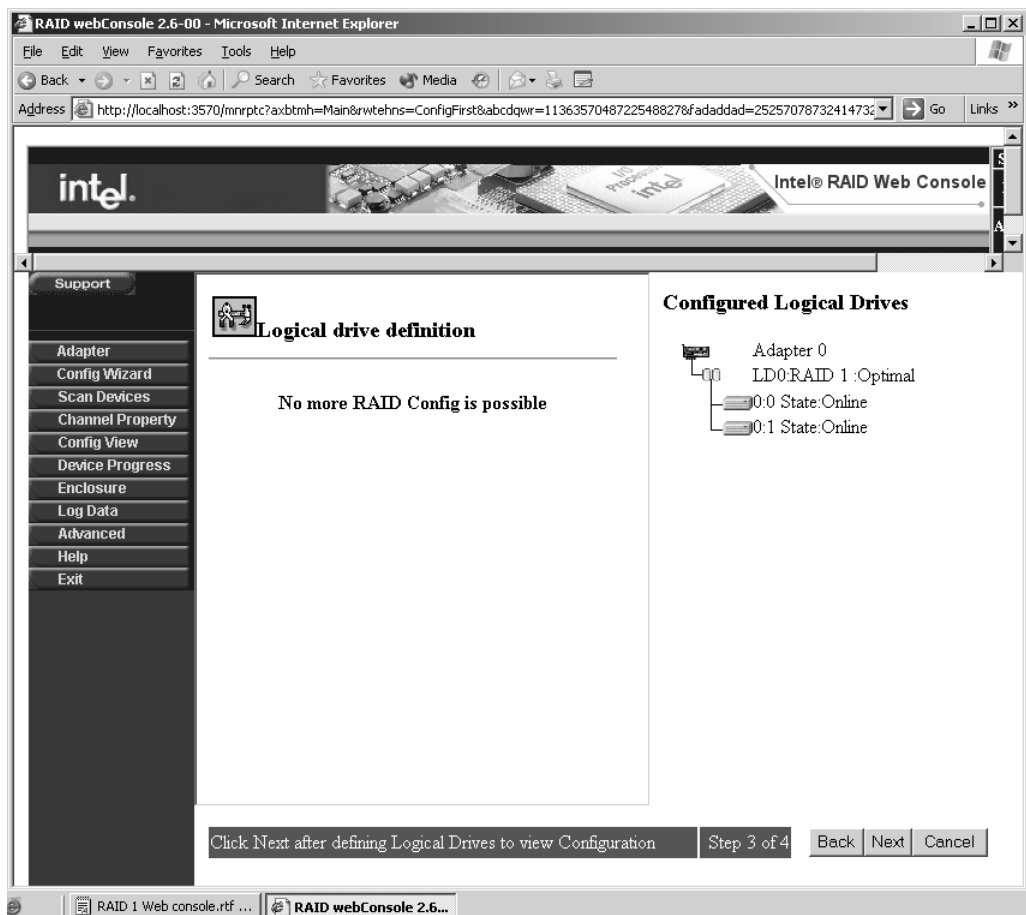 RAID webConsole 2.6-00 - Microsoft Internet Explorer
File Edit View Favorites Tools Help
Back Search Favorites Media
Address http://localhost:3570/mnrptc?axbtmh=Main&rwtehns=ConfigFirst&abcdqwr=1136357048722548827&fadaddad=2525707873241473 Go Links »
intel.
I/O Processor
intel
Intel® RAID Web Console
S
A
Support
Adapter
Config Wizard
Scan Devices
Channel Property
Config View
Device Progress
Enclosure
Log Data
Advanced
Help
Exit
Logical drive definition
No more RAID Config is possible
Configured Logical Drives
Adapter 0
LD0:RAID 1 :Optimal
0:0 State:Online
0:1 State:Online
Click Next after defining Logical Drives to view Configuration Step 3 of 4 Back Next Cancel
RAID 1 Web console.rtf ... RAID webConsole 2.6...